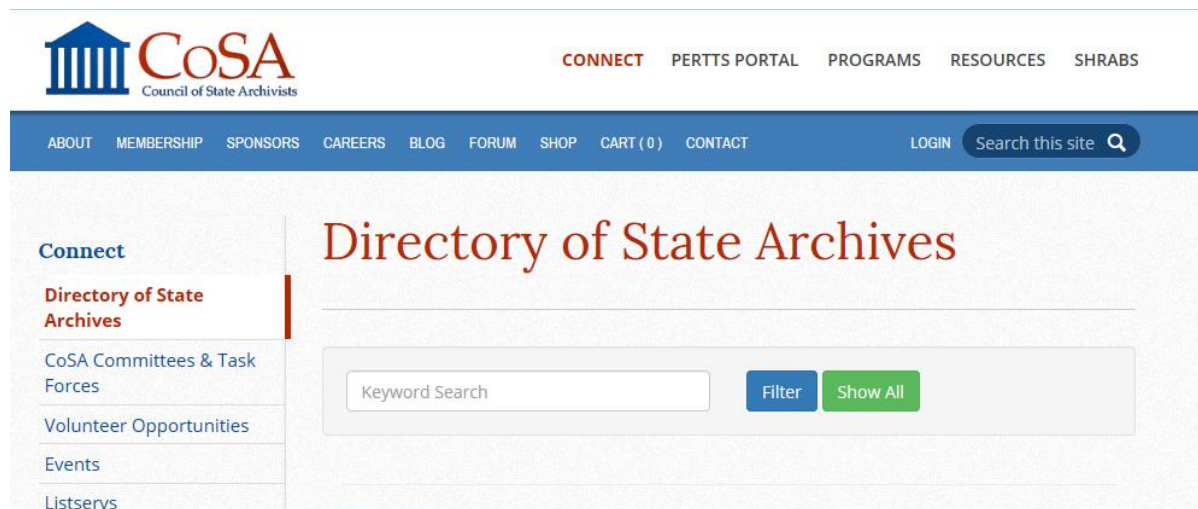 CoSA
Council of State Archivists
CONNECT PERTTS PORTAL PROGRAMS RESOURCES SHRABS
ABOUT MEMBERSHIP SPONSORS CAREERS BLOG FORUM SHOP CART ( 0 ) CONTACT LOGIN Search this site
Connect
Directory of State
Archives
CoSA Committees & Task
Forces
Volunteer Opportunities
Events
Listservs
Directory of State Archives
Keyword Search Filter Show All